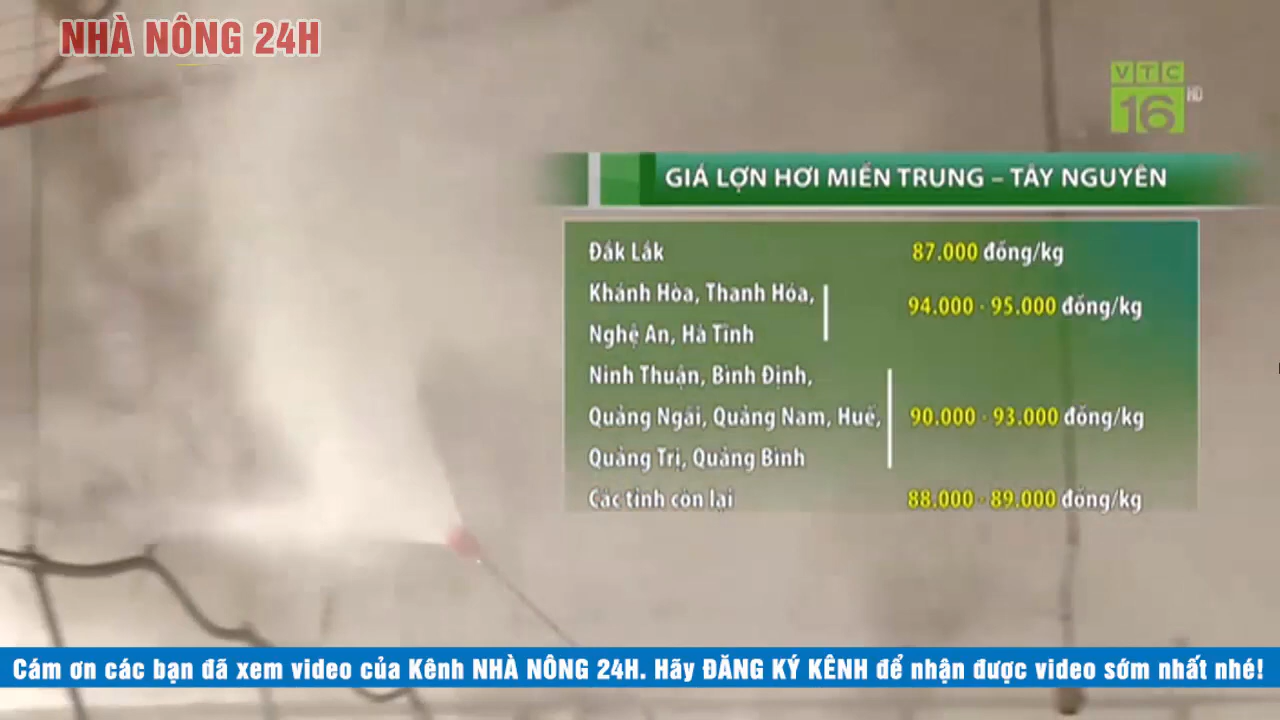 NHÀ NÔNG 24H
VTC
16 HD
GIÁ LỢN HƠI MIỀN TRUNG – TÂY NGUYÊN
Đắk Lắk 87.000 đồng/kg
Khánh Hòa, Thanh Hóa,
94.000 - 95.000 đồng/kg
Nghệ An, Hà Tĩnh
Ninh Thuận, Bình Định,
Quảng Ngãi, Quảng Nam, Huế, 90.000 - 93.000 đồng/kg
Quảng Trị, Quảng Bình
Các tỉnh còn lại 88.000 - 89.000 đồng/kg
Cám ơn các bạn đã xem video của Kênh NHÀ NÔNG 24H. Hãy ĐĂNG KÝ KÊNH để nhận được video sớm nhất nhé!